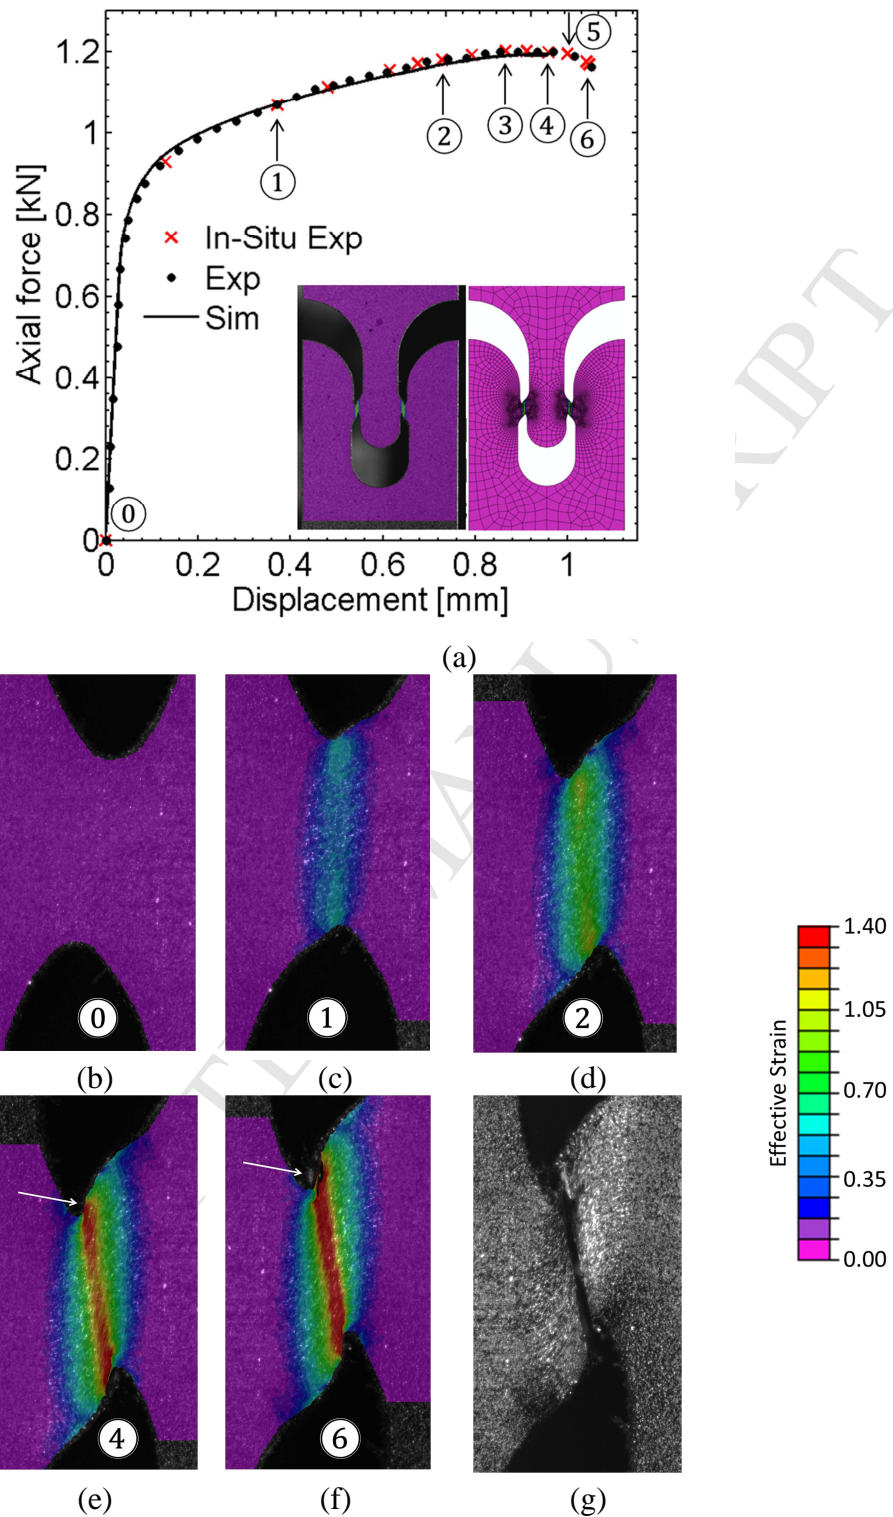 1.2
1
0.8
0.6
0.4
0.2
0
Axial force [kN]
0 0.2 0.4 0.6 0.8 1
Displacement [mm]
0
1
2
3
4
5
6
In-Situ Exp
Exp
Sim
(a)
0 1 2
(b) (c) (d)
4 6
(e) (f) (g)
Effective Strain
1.40
1.05
0.70
0.35
0.00